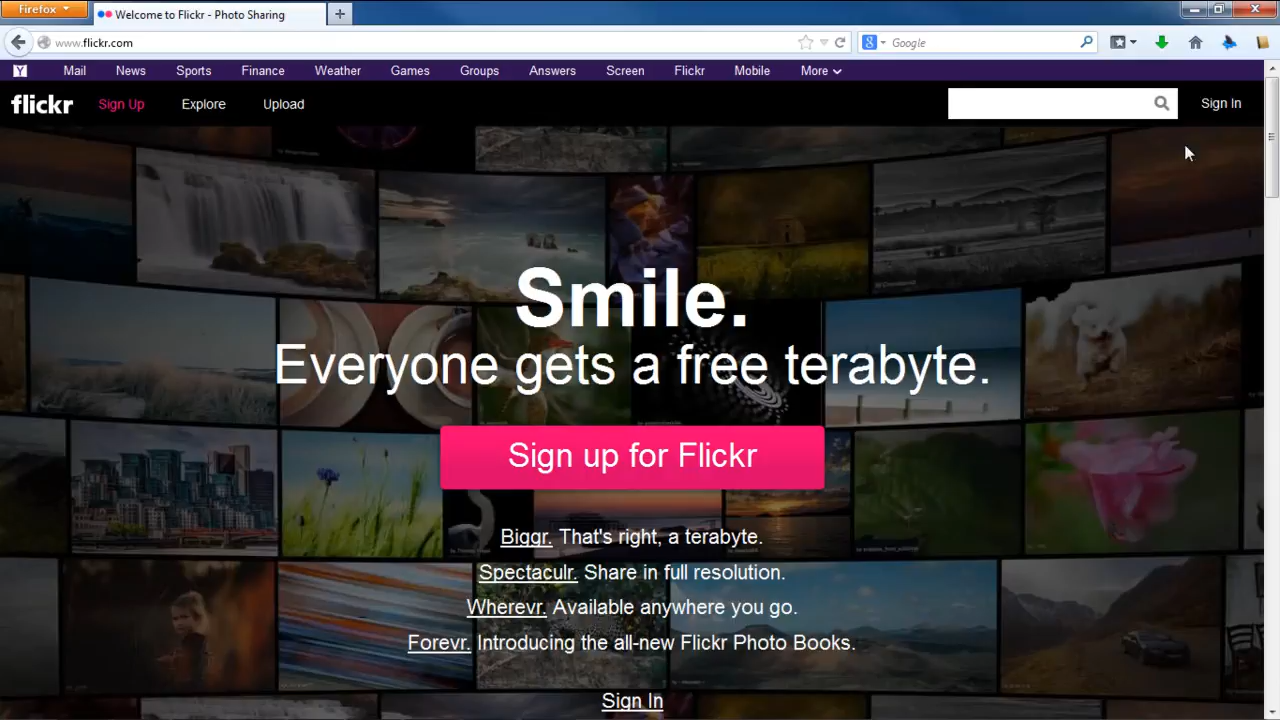 Firefox
Welcome to Flickr - Photo Sharing
www.flickr.com
Google
Y Mail News Sports Finance Weather Games Groups Answers Screen Flickr Mobile More
flickr Sign Up Explore Upload Sign In
Smile.
Everyone gets a free terabyte.
Sign up for Flickr
Biggr. That's right, a terabyte.
Spectaculr. Share in full resolution.
Wherevr. Available anywhere you go.
Forevr. Introducing the all-new Flickr Photo Books.
Sign In